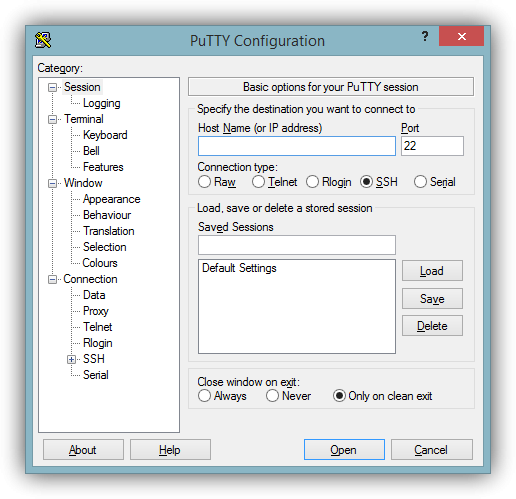 PuTTY Configuration
?
Category:
Session
Logging
Terminal
Keyboard
Bell
Features
Window
Appearance
Behaviour
Translation
Selection
Colours
Connection
Data
Proxy
Telnet
Rlogin
SSH
Serial
Basic options for your PuTTY session
Specify the destination you want to connect to
Host Name (or IP address) Port
22
Connection type:
Raw Telnet Rlogin SSH Serial
Load, save or delete a stored session
Saved Sessions
Default Settings
Load
Save
Delete
Close window on exit:
Always Never Only on clean exit
About Help Open Cancel